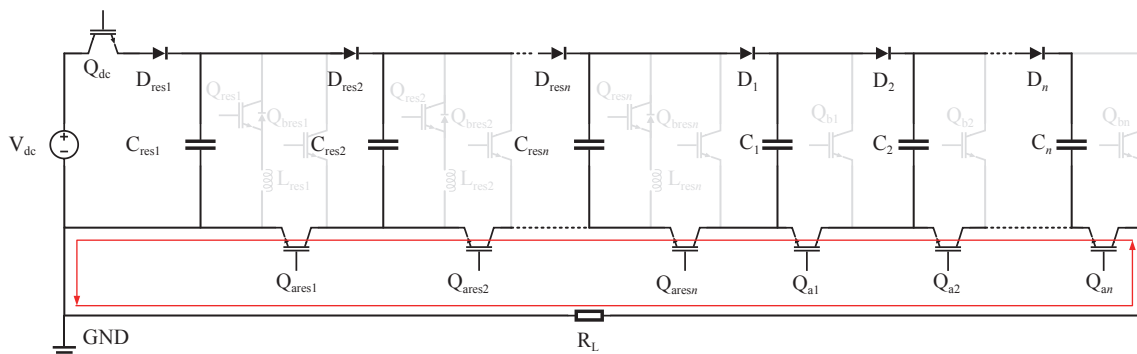 Q_dc
D_res1
D_res2
D_resn
D_1
D_2
D_n
Q_res1
Q_bres1
Q_res2
Q_bres2
Q_resn
Q_bresn
Q_b1
Q_b2
Q_bn
V_dc
+
−
C_res1
C_res2
C_resn
C_1
C_2
C_n
L_res1
L_res2
L_resn
Q_ares1
Q_ares2
Q_aresn
Q_a1
Q_a2
Q_an
GND
R_L